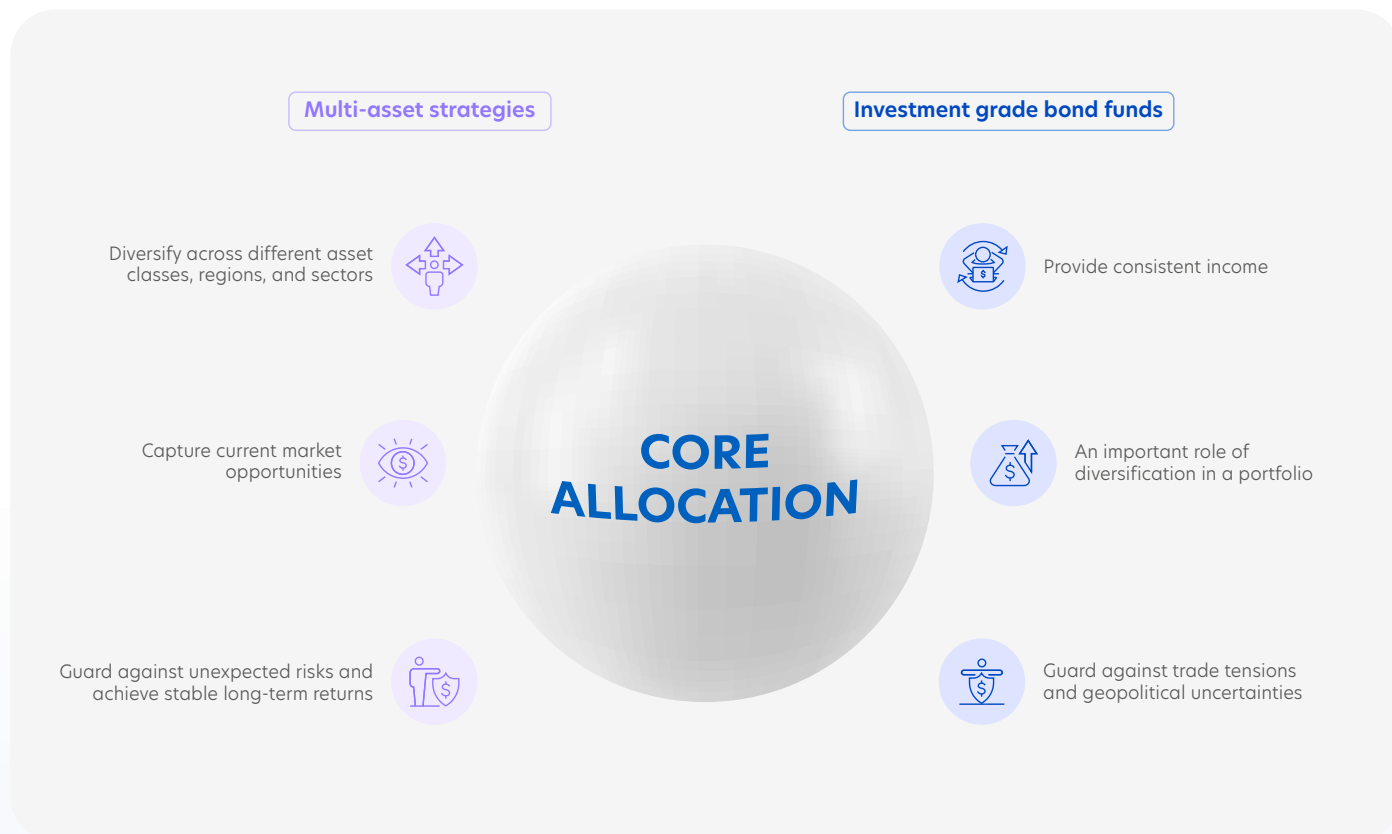 Multi-asset strategies
Diversify across different asset
classes, regions, and sectors
Capture current market
opportunities
Guard against unexpected risks and
achieve stable long-term returns
CORE
ALLOCATION
Investment grade bond funds
Provide consistent income
An important role of
diversification in a portfolio
Guard against trade tensions
and geopolitical uncertainties